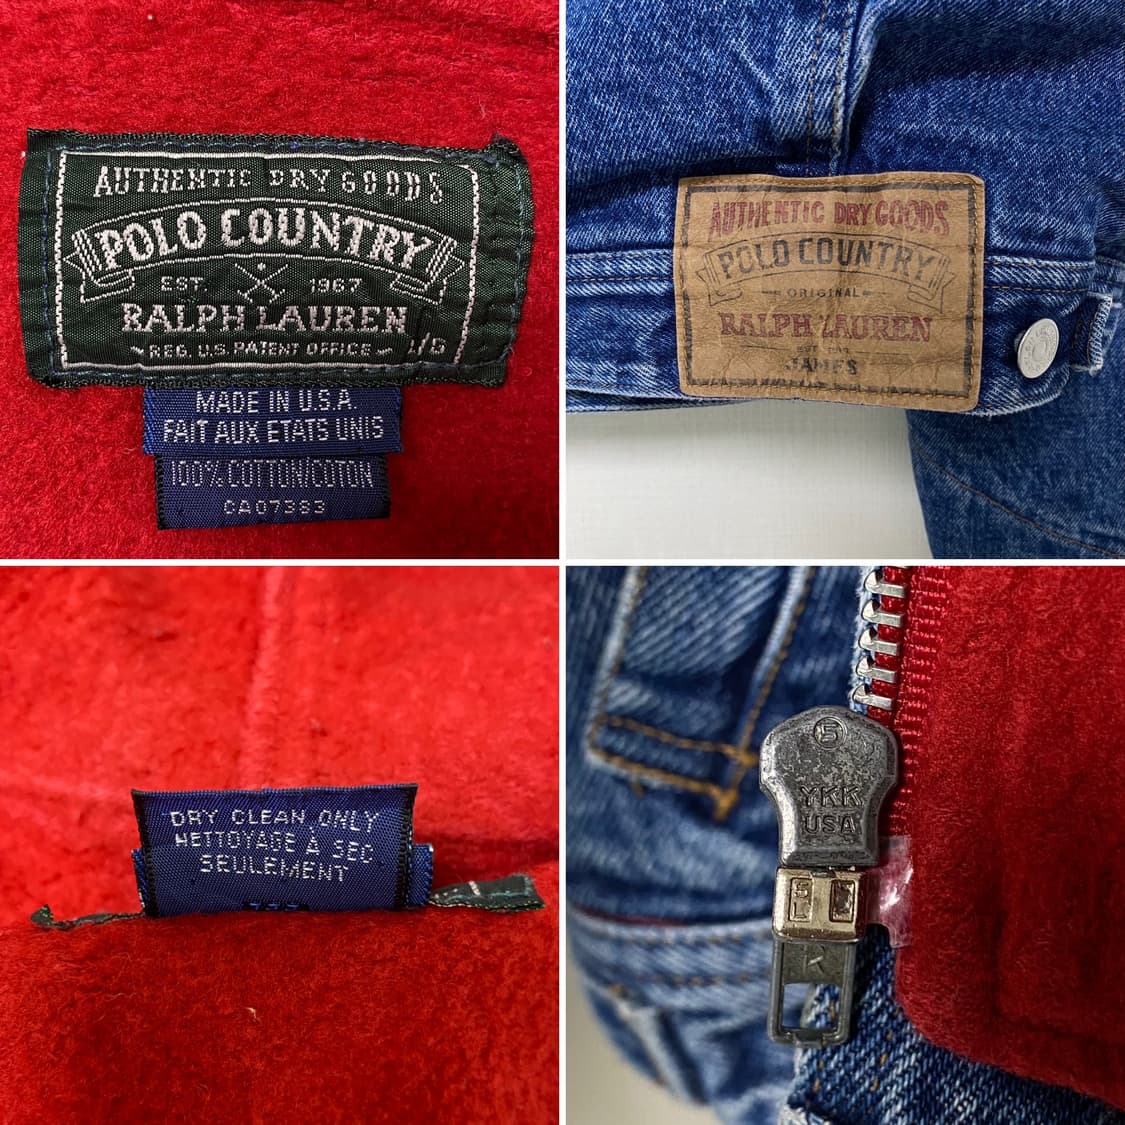 AUTHENTIC DRY GOODS
POLO COUNTRY
EST. 1967
RALPH LAUREN
REG. U.S. PATENT OFFICE L/G
MADE IN U.S.A.
FAIT AUX ETATS UNIS
100% COTTON/COTON
CA07383
AUTHENTIC DRY GOODS
POLO COUNTRY
ORIGINAL
RALPH LAUREN
JAMES
DRY CLEAN ONLY
NETTOYAGE À SEC
SEULEMENT
5
YKK
USA
K